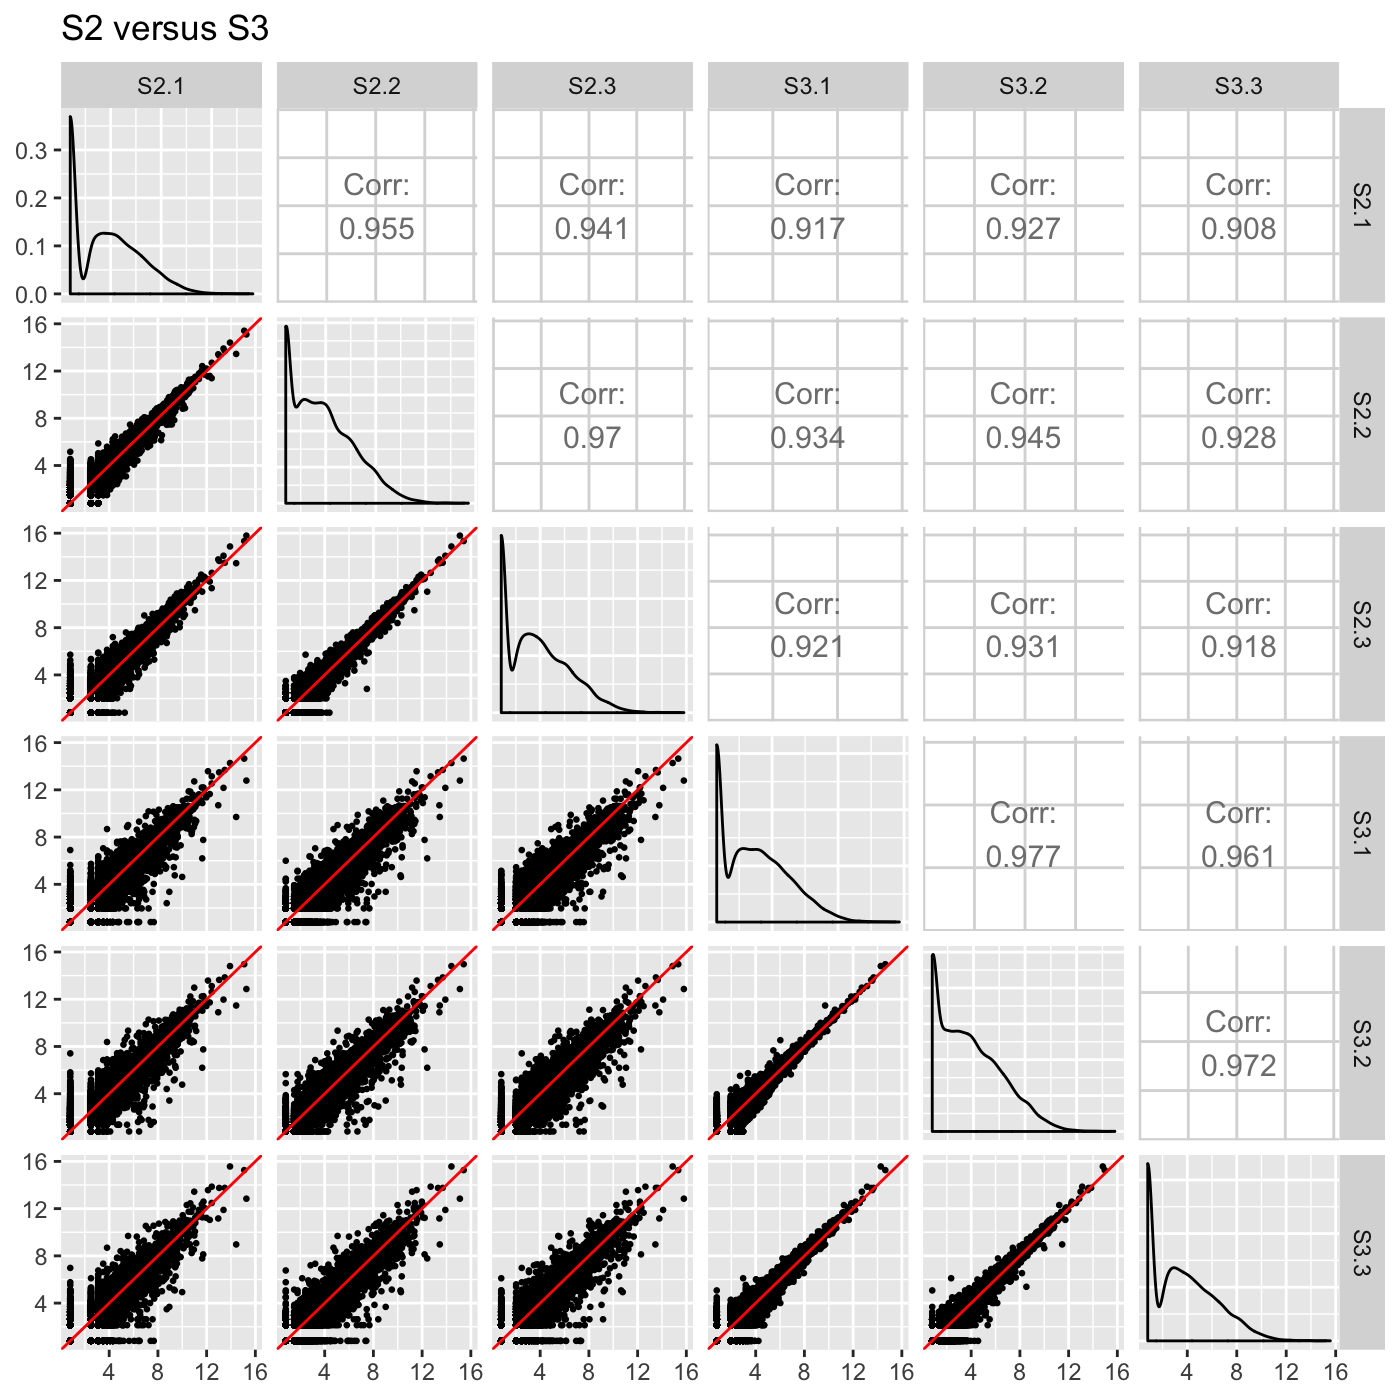 S2 versus S3
S2.1 S2.2 S2.3 S3.1 S3.2 S3.3
0.3
0.2
0.1
0.0
Corr: Corr: Corr: Corr: Corr:
0.955 0.941 0.917 0.927 0.908
S2.1
16
12
8
4
Corr: Corr: Corr: Corr:
0.97 0.934 0.945 0.928
S2.2
16
12
8
4
Corr: Corr: Corr:
0.921 0.931 0.918
S2.3
16
12
8
4
Corr: Corr:
0.977 0.961
S3.1
16
12
8
4
Corr:
0.972
S3.2
16
12
8
4
S3.3
4 8 12 16 4 8 12 16 4 8 12 16 4 8 12 16 4 8 12 16 4 8 12 16